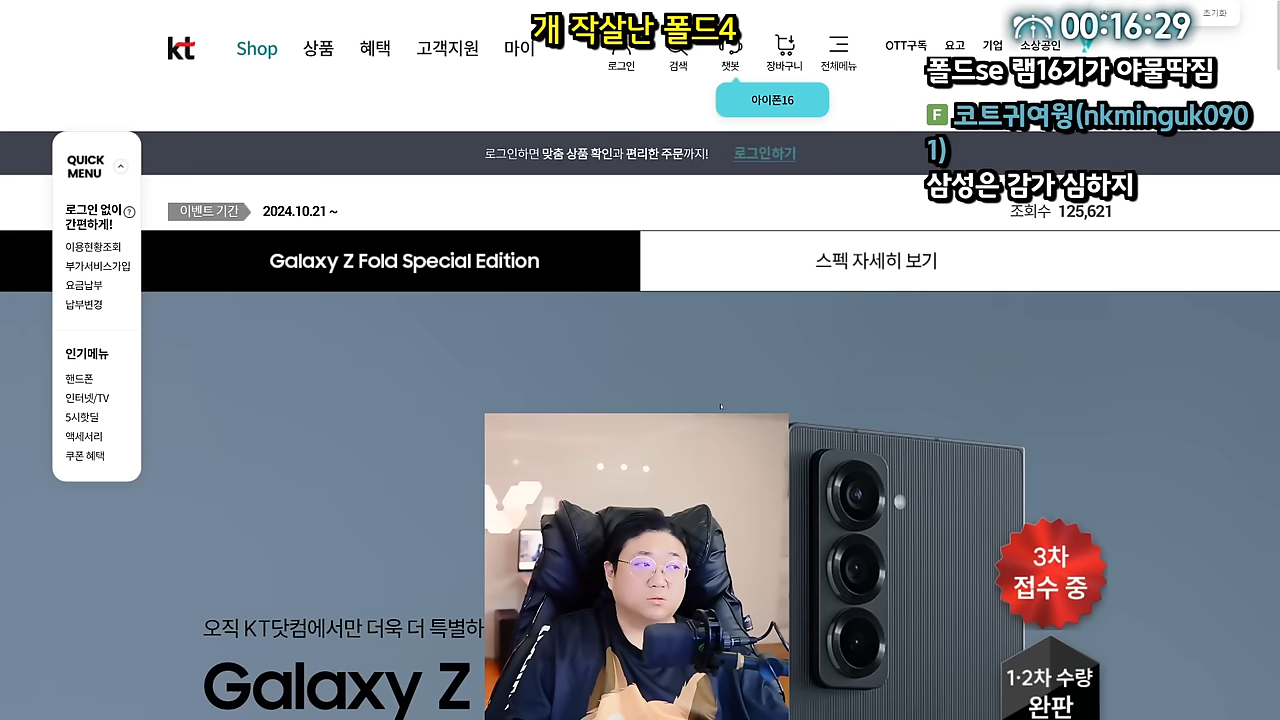 개 작살난 폴드4
00:16:29
초기화
kt
Shop 상품 혜택 고객지원 마이
로그인 검색 챗봇 장바구니 전체메뉴
OTT구독 요고 기업 소상공인
아이폰16
폴드se 램16기가 야물딱짐
F 코트귀여웡(nkminguk090
1)
삼성은 감가 심하지
로그인하면 맞춤 상품 확인과 편리한 주문까지! 로그인하기
QUICK
MENU
로그인 없이
간편하게!
?
이용현황조회
부가서비스가입
요금납부
납부변경
인기메뉴
핸드폰
인터넷/TV
5시핫딜
액세서리
쿠폰 혜택
이벤트 기간 2024.10.21 ~
조회수 125,621
Galaxy Z Fold Special Edition
스펙 자세히 보기
3차
접수 중
오직 KT닷컴에서만 더욱 더 특별하
Galaxy Z
1·2차 수량
완판